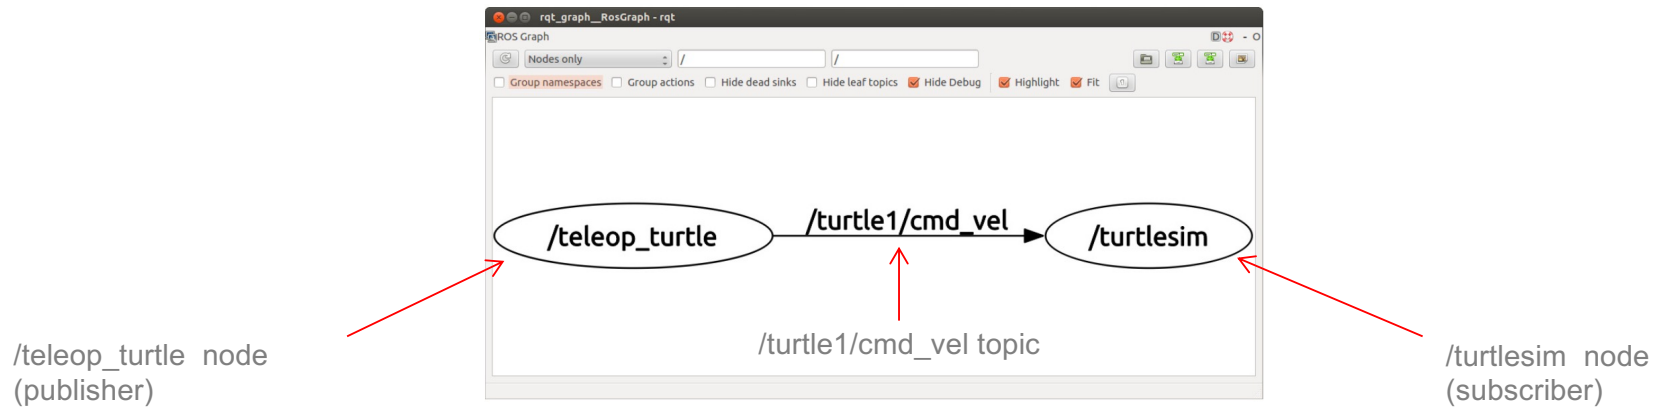 rqt_graph__RosGraph - rqt
ROS Graph
D - O
Nodes only / /
Group namespaces Group actions Hide dead sinks Hide leaf topics Hide Debug Highlight Fit
/teleop_turtle /turtle1/cmd_vel /turtlesim
/teleop_turtle node
(publisher)
/turtle1/cmd_vel topic
/turtlesim node
(subscriber)